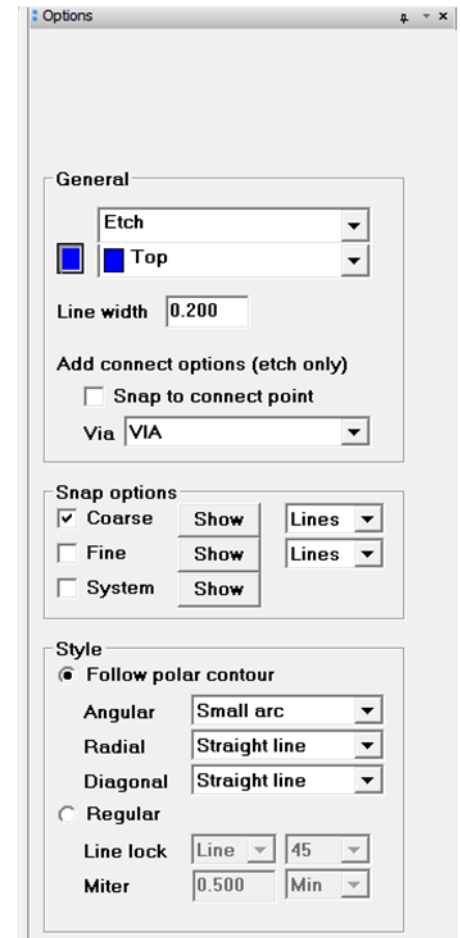 Options
General
Etch
Top
Line width 0.200
Add connect options (etch only)
Snap to connect point
Via VIA
Snap options
Coarse Show Lines
Fine Show Lines
System Show
Style
Follow polar contour
Angular Small arc
Radial Straight line
Diagonal Straight line
Regular
Line lock Line 45
Miter 0.500 Min